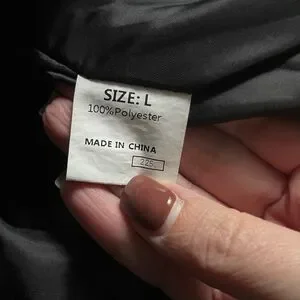 SIZE: L
100%Polyester
MADE IN CHINA
225